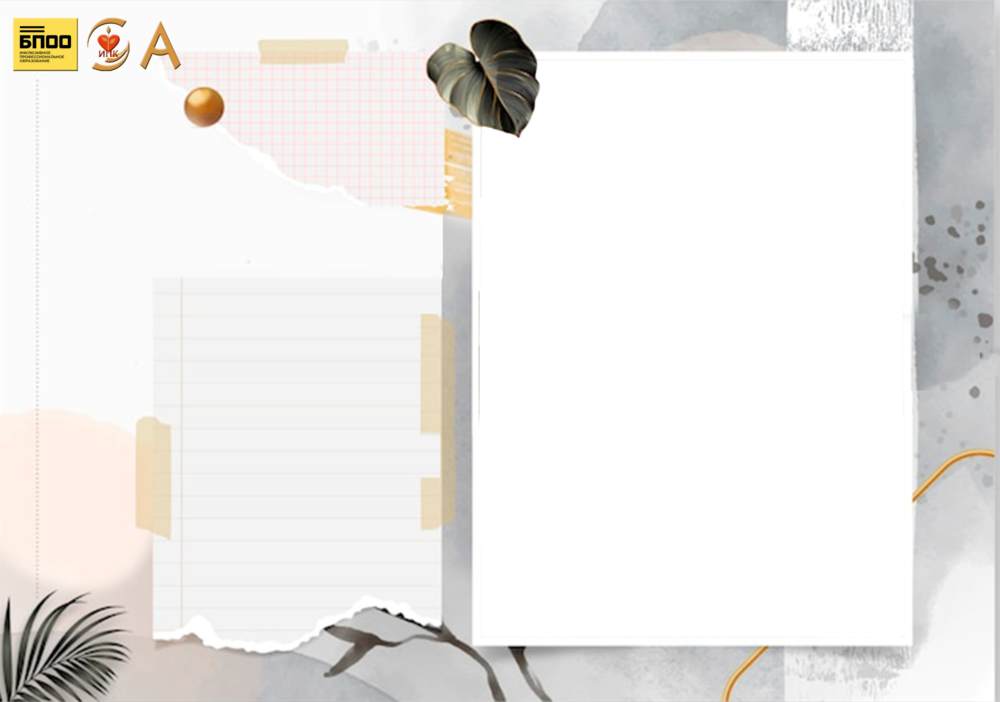 БПОО
ИНКЛЮЗИВНОЕ
ПРОФЕССИОНАЛЬНОЕ
ОБРАЗОВАНИЕ
ИПК
А